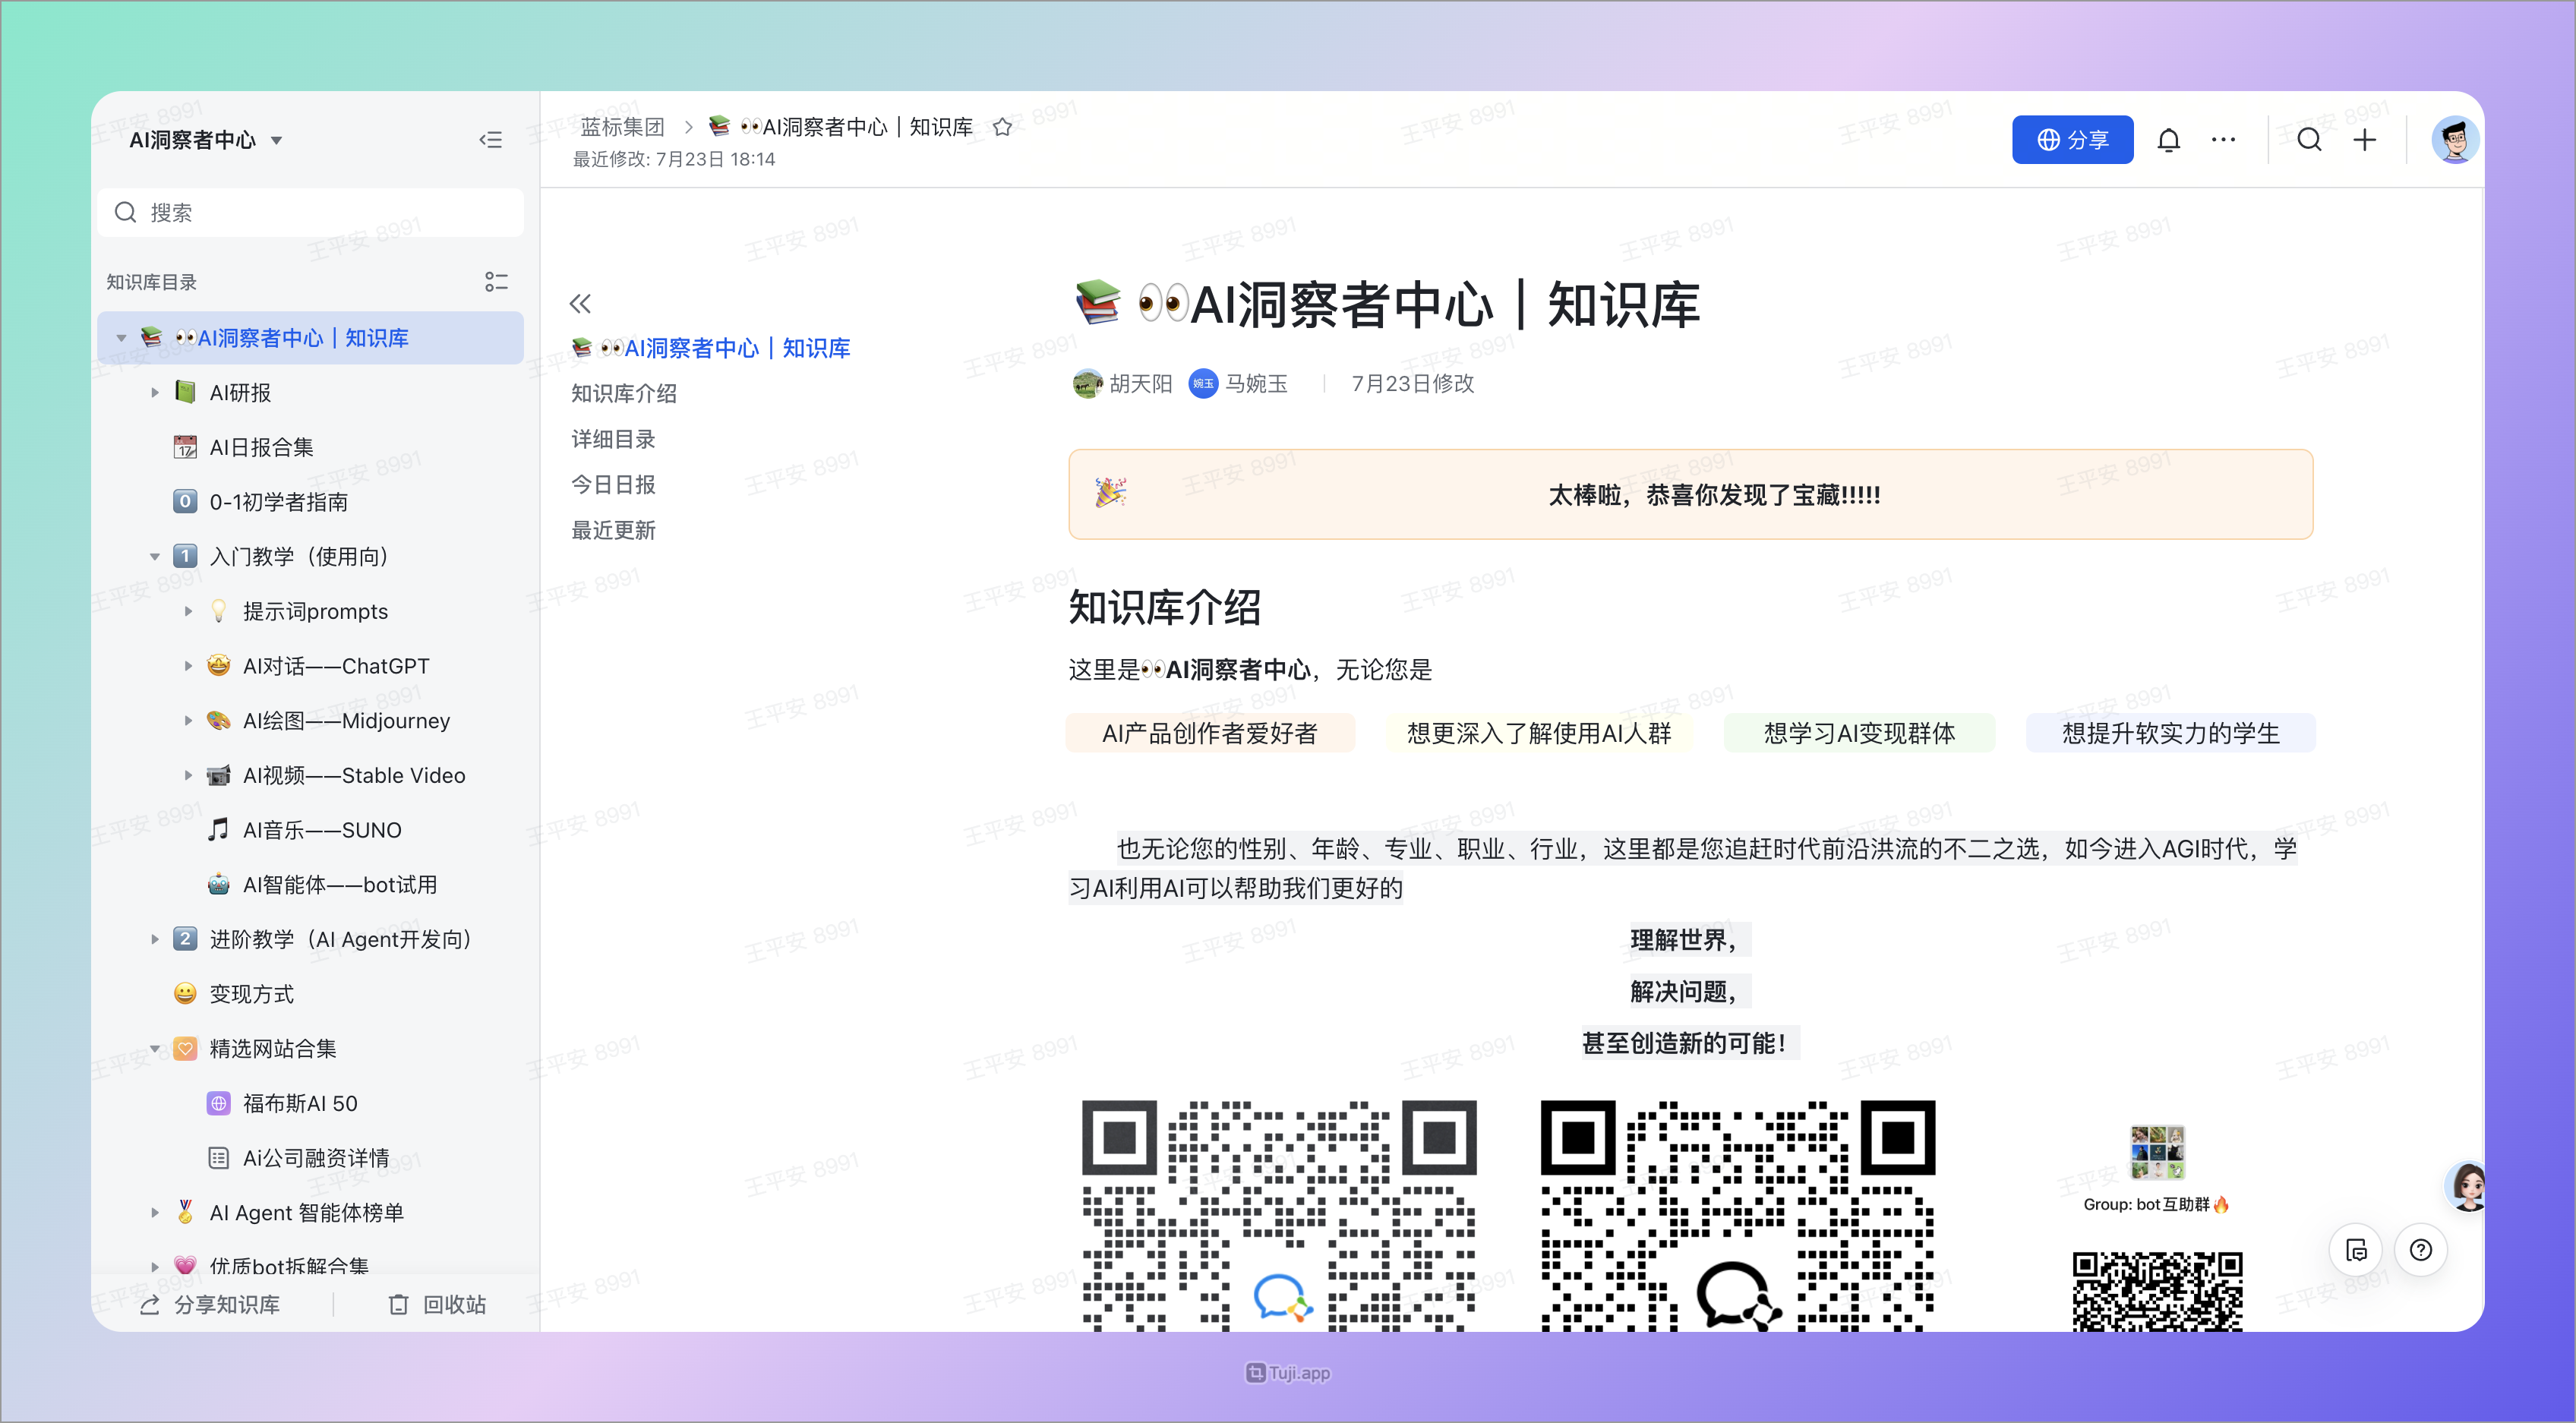 AI洞察者中心
搜索
知识库目录
📚 👀AI洞察者中心｜知识库
AI研报
AI日报合集
0-1初学者指南
入门教学（使用向）
提示词prompts
AI对话——ChatGPT
AI绘图——Midjourney
AI视频——Stable Video
AI音乐——SUNO
AI智能体——bot试用
进阶教学（AI Agent开发向）
变现方式
精选网站合集
福布斯AI 50
Ai公司融资详情
AI Agent 智能体榜单
优质bot拆解合集
分享知识库
回收站
蓝标集团 > 📚 👀AI洞察者中心｜知识库
最近修改: 7月23日 18:14
分享
📚 👀AI洞察者中心｜知识库
知识库介绍
详细目录
今日日报
最近更新
📚 👀AI洞察者中心｜知识库
胡天阳 婉玉 马婉玉 7月23日修改
🎉 太棒啦，恭喜你发现了宝藏!!!!!
知识库介绍
这里是👀AI洞察者中心，无论您是
AI产品创作者爱好者 想更深入了解使用AI人群 想学习AI变现群体 想提升软实力的学生
也无论您的性别、年龄、专业、职业、行业，这里都是您追赶时代前沿洪流的不二之选，如今进入AGI时代，学
习AI利用AI可以帮助我们更好的
理解世界，
解决问题，
甚至创造新的可能！
Group: bot互助群🔥
王平安 8991
Tuji.app